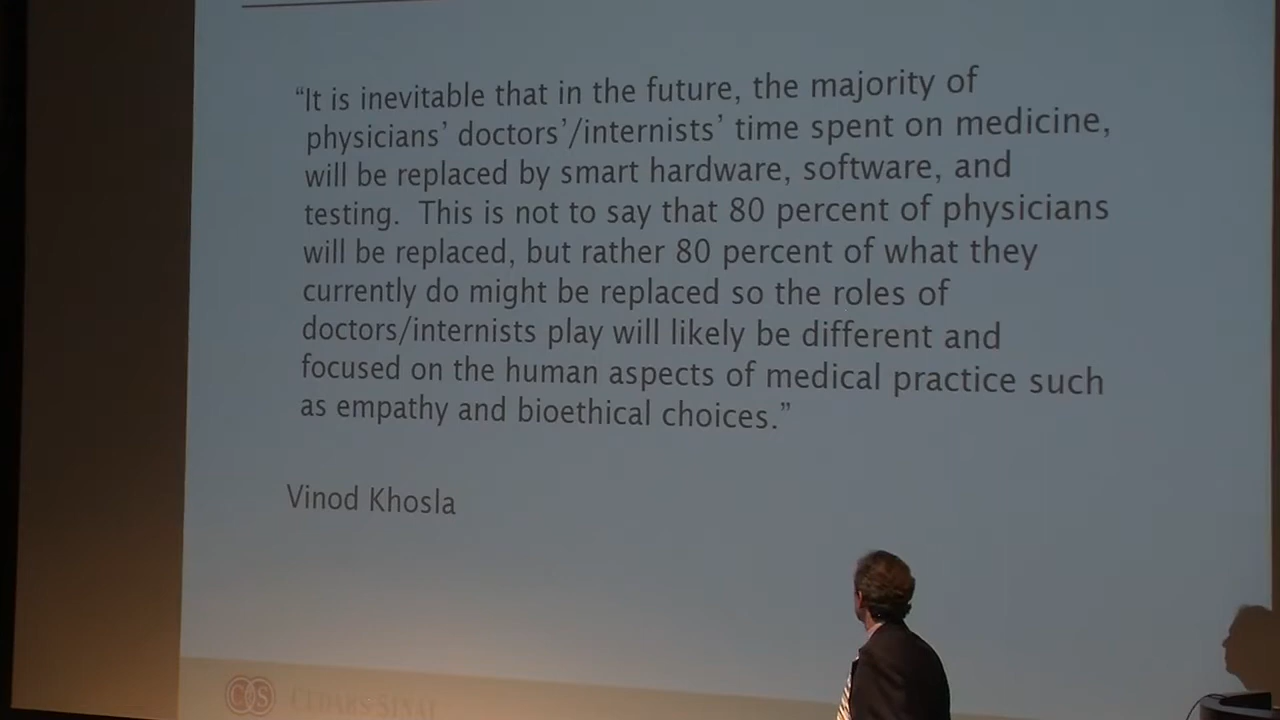 “It is inevitable that in the future, the majority of
physicians’ doctors’/internists’ time spent on medicine,
will be replaced by smart hardware, software, and
testing.  This is not to say that 80 percent of physicians
will be replaced, but rather 80 percent of what they
currently do might be replaced so the roles of
doctors/internists play will likely be different and
focused on the human aspects of medical practice such
as empathy and bioethical choices.”
Vinod Khosla
CEDARS-SINAI